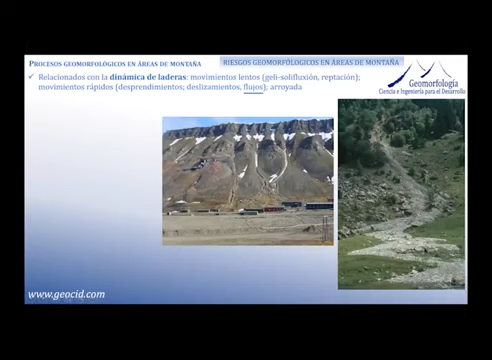 PROCESOS GEOMORFOLÓGICOS EN ÁREAS DE MONTAÑA
RIESGOS GEOMORFÓLOGICOS EN ÁREAS DE MONTAÑA
✓ Relacionados con la dinámica de laderas: movimientos lentos (geli-solifluxión, reptación);
movimientos rápidos (desprendimientos; deslizamientos, flujos); arroyada
Geomorfología
Ciencia e Ingeniería para el Desarrollo
www.geocid.com